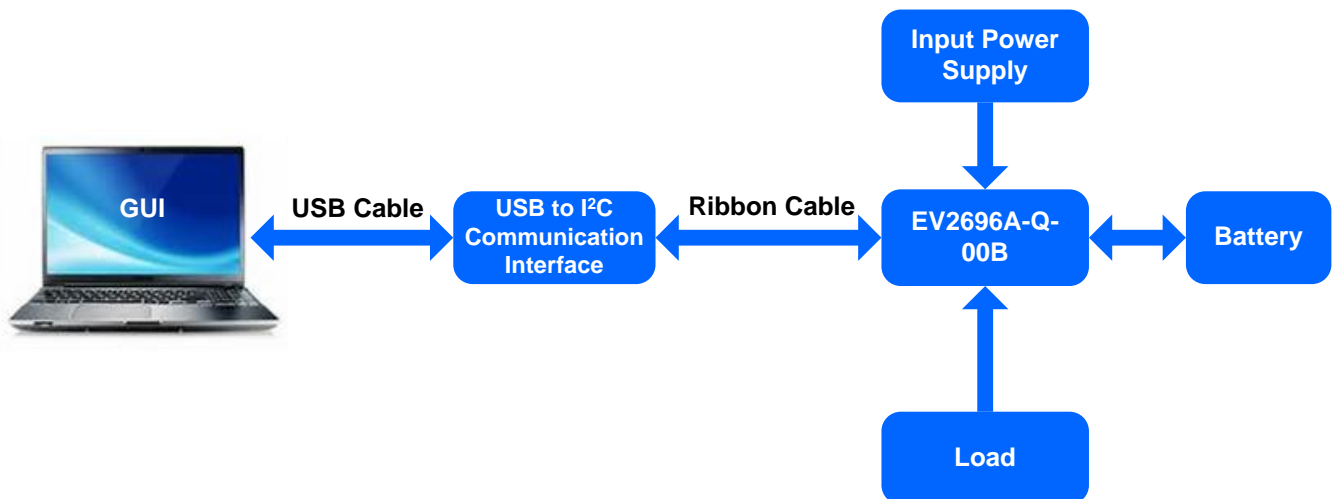 Input Power
Supply
GUI
USB Cable
USB to I²C
Communication
Interface
Ribbon Cable
EV2696A-Q-
00B
Battery
Load